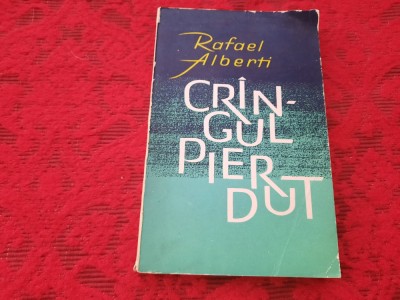 Rafael
Alberti
CRÎN-
GUL
PIER
DUT